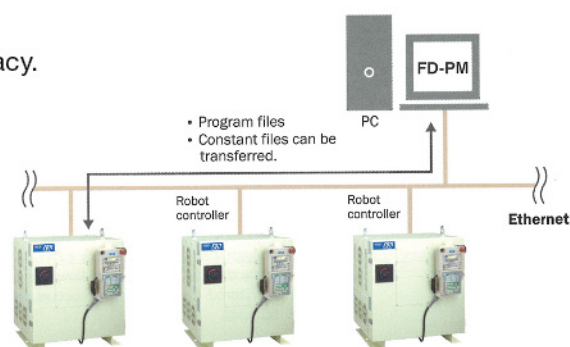 acy.
FD-PM
PC
• Program files
• Constant files can be
transferred.
Robot
controller
Robot
controller
Ethernet